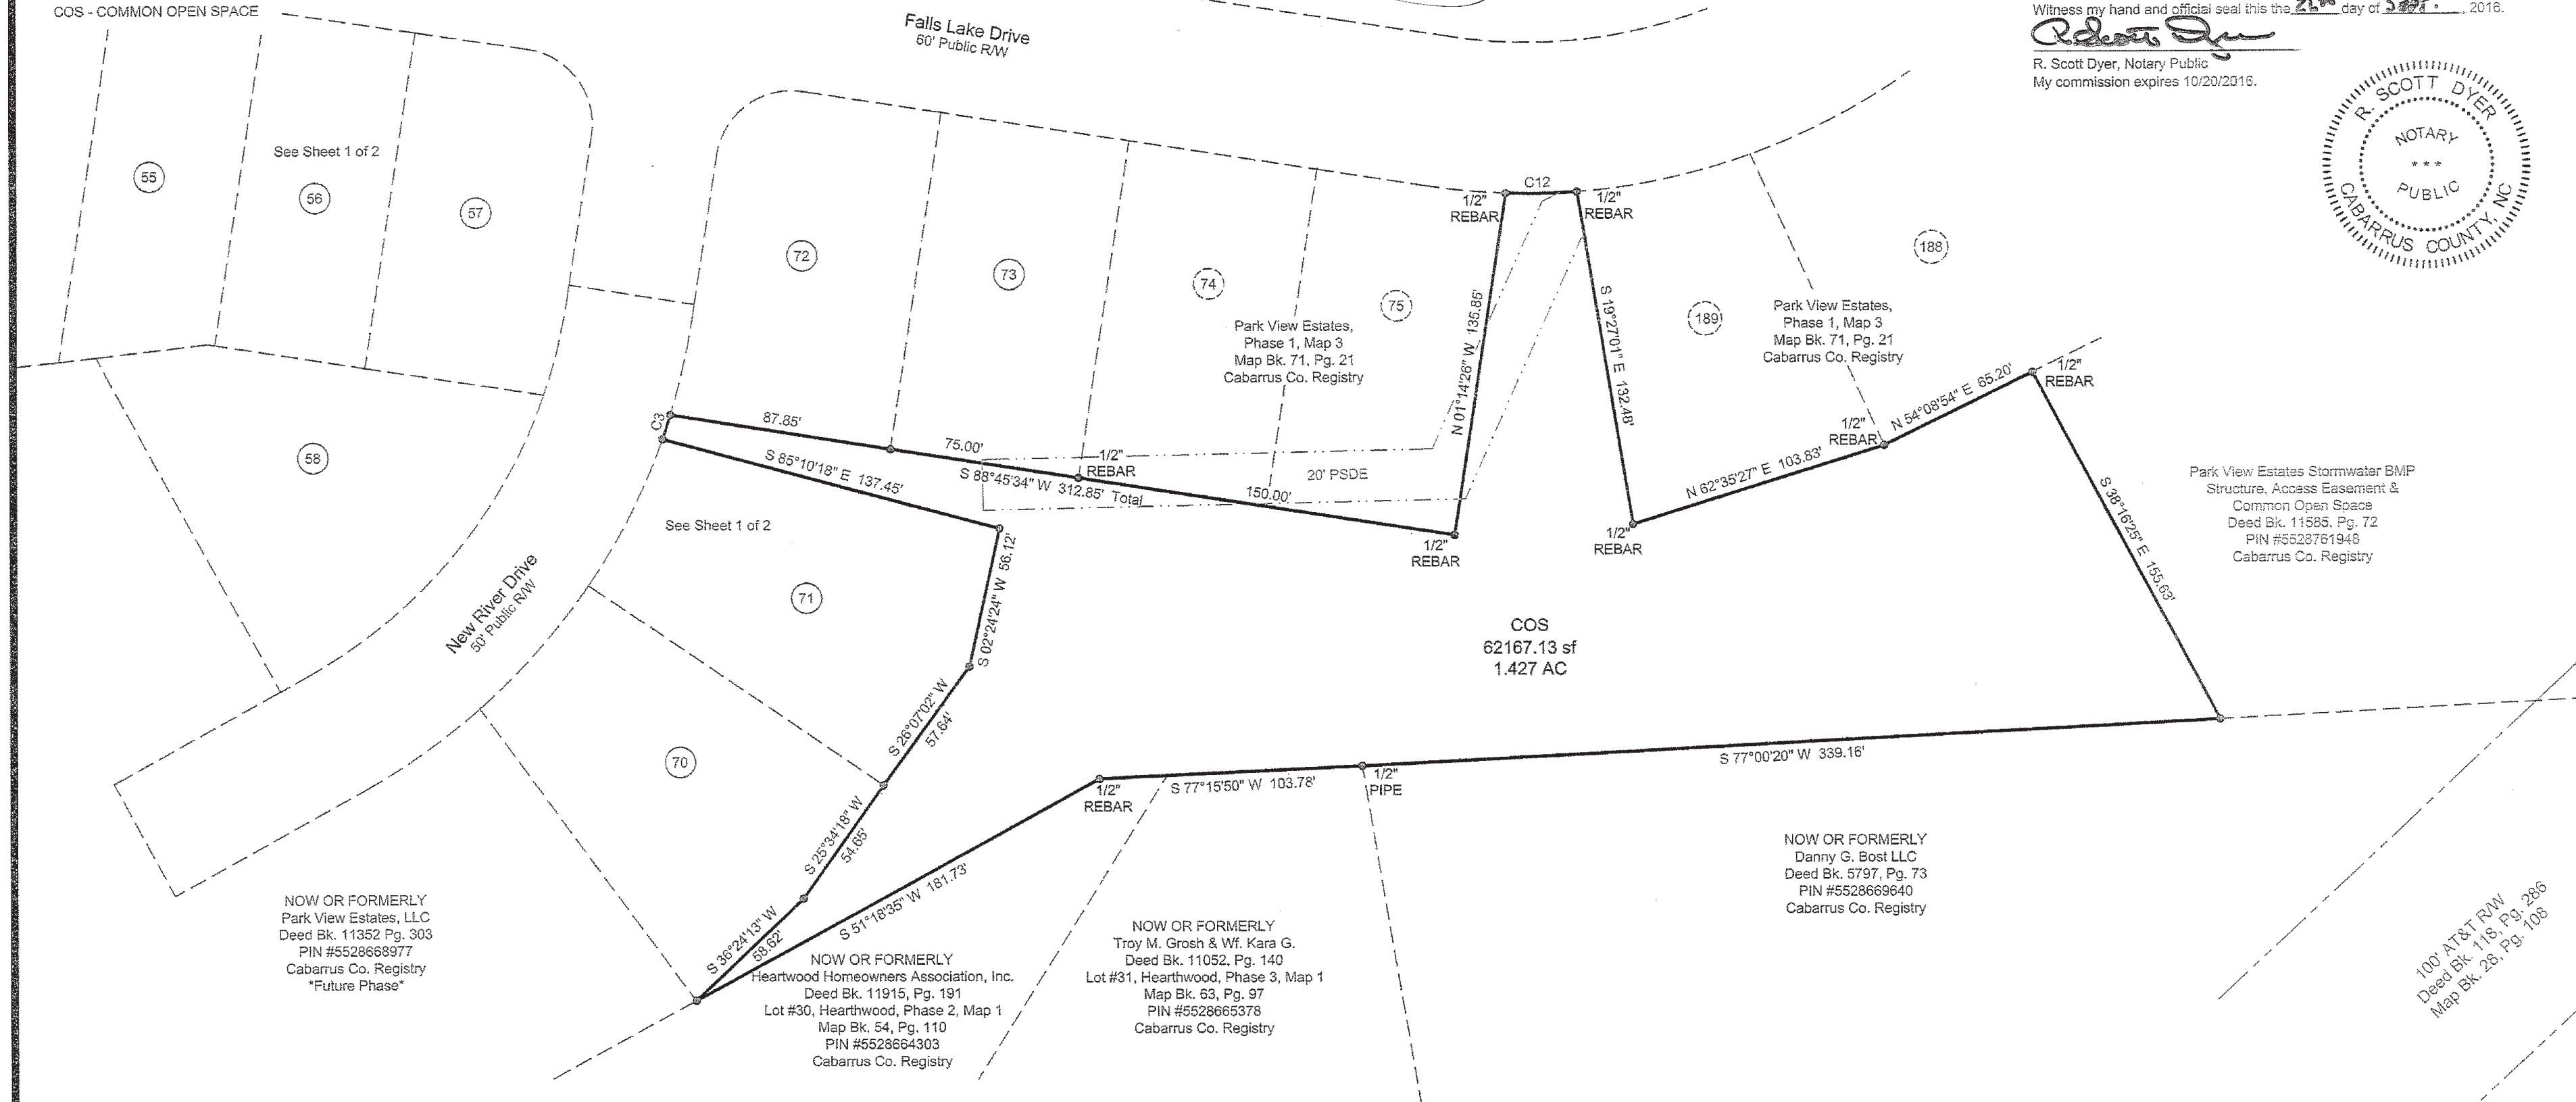 COS - COMMON OPEN SPACE
Falls Lake Drive
60' Public R/W
Witness my hand and official seal this the day of , 2016.
R. Scott Dyer, Notary Public
My commission expires 10/20/2016.
R. SCOTT DYER
NOTARY
***
PUBLIC
CABARRUS COUNTY, NC
See Sheet 1 of 2
55
56
57
72
73
74
75
C12
1/2"
REBAR
1/2"
REBAR
188
189
Park View Estates,
Phase 1, Map 3
Map Bk. 71, Pg. 21
Cabarrus Co. Registry
Park View Estates,
Phase 1, Map 3
Map Bk. 71, Pg. 21
Cabarrus Co. Registry
N 01°14'26" W 135.85'
S 19°27'01" E 132.48'
N 54°08'54" E 65.20'
1/2"
REBAR
1/2"
REBAR
N 62°35'27" E 103.83'
C3
87.85'
75.00'
1/2"
REBAR
S 88°45'34" W 312.85' Total
150.00'
20' PSDE
58
S 85°10'18" E 137.45'
1/2"
REBAR
1/2"
REBAR
S 38°16'25" E 155.63'
Park View Estates Stormwater BMP
Structure, Access Easement &
Common Open Space
Deed Bk. 11585, Pg. 72
PIN #5528761948
Cabarrus Co. Registry
See Sheet 1 of 2
S 02°24'24" W 56.12'
New River Drive
50' Public R/W
71
COS
62167.13 sf
1.427 AC
S 26°07'02" W
57.64'
70
1/2"
REBAR
S 77°15'50" W 103.78'
1/2"
PIPE
S 77°00'20" W 339.16'
S 25°34'18" W
54.65'
S 51°18'35" W 181.73'
S 36°24'13" W
58.62'
NOW OR FORMERLY
Park View Estates, LLC
Deed Bk. 11352 Pg. 303
PIN #5528668977
Cabarrus Co. Registry
*Future Phase*
NOW OR FORMERLY
Heartwood Homeowners Association, Inc.
Deed Bk. 11915, Pg. 191
Lot #30, Hearthwood, Phase 2, Map 1
Map Bk. 54, Pg. 110
PIN #5528664303
Cabarrus Co. Registry
NOW OR FORMERLY
Troy M. Grosh & Wf. Kara G.
Deed Bk. 11052, Pg. 140
Lot #31, Hearthwood, Phase 3, Map 1
Map Bk. 63, Pg. 97
PIN #5528665378
Cabarrus Co. Registry
NOW OR FORMERLY
Danny G. Bost LLC
Deed Bk. 5797, Pg. 73
PIN #5528669640
Cabarrus Co. Registry
100' AT&T R/W
Deed Bk. 118, Pg. 286
Map Bk. 28, Pg. 108